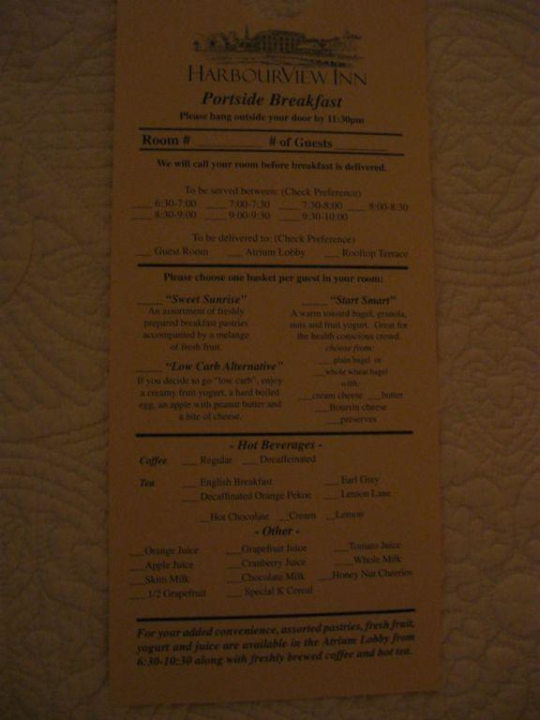 HARBOURVIEW INN
Portside Breakfast
Please hang outside your door by 11:30pm
Room # # of Guests
We will call your room before breakfast is delivered.
To be served between: (Check Preference)
6:30-7:00 7:00-7:30 7:30-8:00 8:00-8:30
8:30-9:00 9:00-9:30 9:30-10:00
To be delivered to: (Check Preference)
Guest Room Atrium Lobby Rooftop Terrace
Please choose one basket per guest in your room:
"Sweet Sunrise"
An assortment of freshly
prepared breakfast pastries
accompanied by a melange
of fresh fruit.
"Low Carb Alternative"
If you decide to go "low carb", enjoy
a creamy fruit yogurt, a hard boiled
egg, an apple with peanut butter and
a bite of cheese.
"Start Smart"
A warm toasted bagel, granola,
nuts and fruit yogurt. Great for
the health conscious crowd.
choose from:
plain bagel or
whole wheat bagel
with:
cream cheese butter
Boursin cheese
preserves
- Hot Beverages -
Coffee Regular Decaffeinated
Tea English Breakfast Earl Grey
Decaffinated Orange Pekoe Lemon Lane
Hot Chocolate Cream Lemon
- Other -
Orange Juice Grapefruit Juice Tomato Juice
Apple Juice Cranberry Juice Whole Milk
Skim Milk Chocolate Milk Honey Nut Cheerios
1/2 Grapefruit Special K Cereal
For your added convenience, assorted pastries, fresh fruit,
yogurt and juice are available in the Atrium Lobby from
6:30-10:30 along with freshly brewed coffee and hot tea.